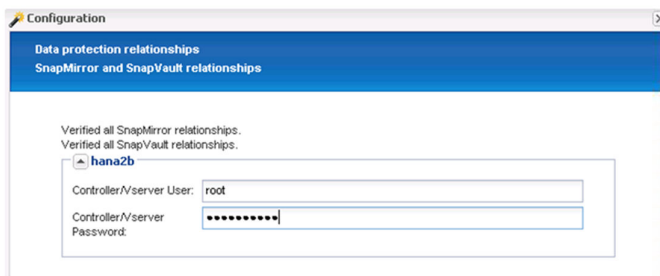 Configuration
Data protection relationships
SnapMirror and SnapVault relationships
Verified all SnapMirror relationships.
Verified all SnapVault relationships.
hana2b
Controller/Vserver User: root
Controller/Vserver
Password: ••••••••••